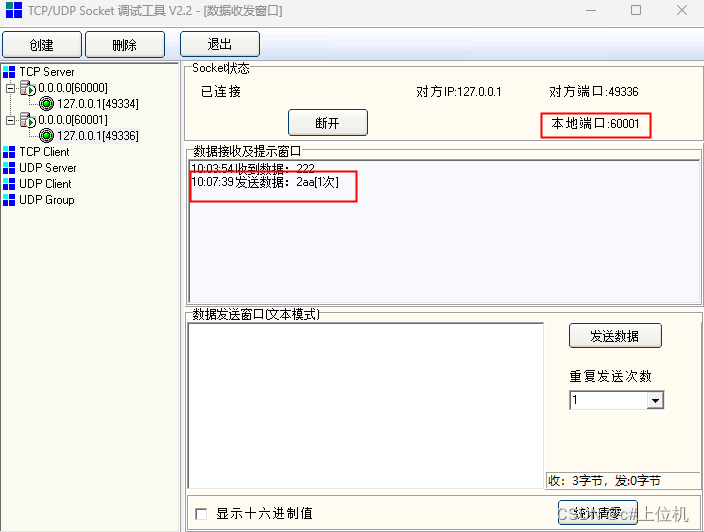 TCP/UDP Socket 调试工具 V2.2 - [数据收发窗口]
创建 删除 退出
TCP Server
0.0.0.0[60000]
127.0.0.1[49334]
0.0.0.0[60001]
127.0.0.1[49336]
TCP Client
UDP Server
UDP Client
UDP Group
Socket状态
已连接 对方IP:127.0.0.1 对方端口:49336
断开 本地端口:60001
数据接收及提示窗口
10:03:54收到数据：222
10:07:39发送数据：2aa[1次]
数据发送窗口(文本模式)
发送数据
重复发送次数
1
收：3字节，发:0字节
显示十六进制值 统计清零
CSDN @c#上位机